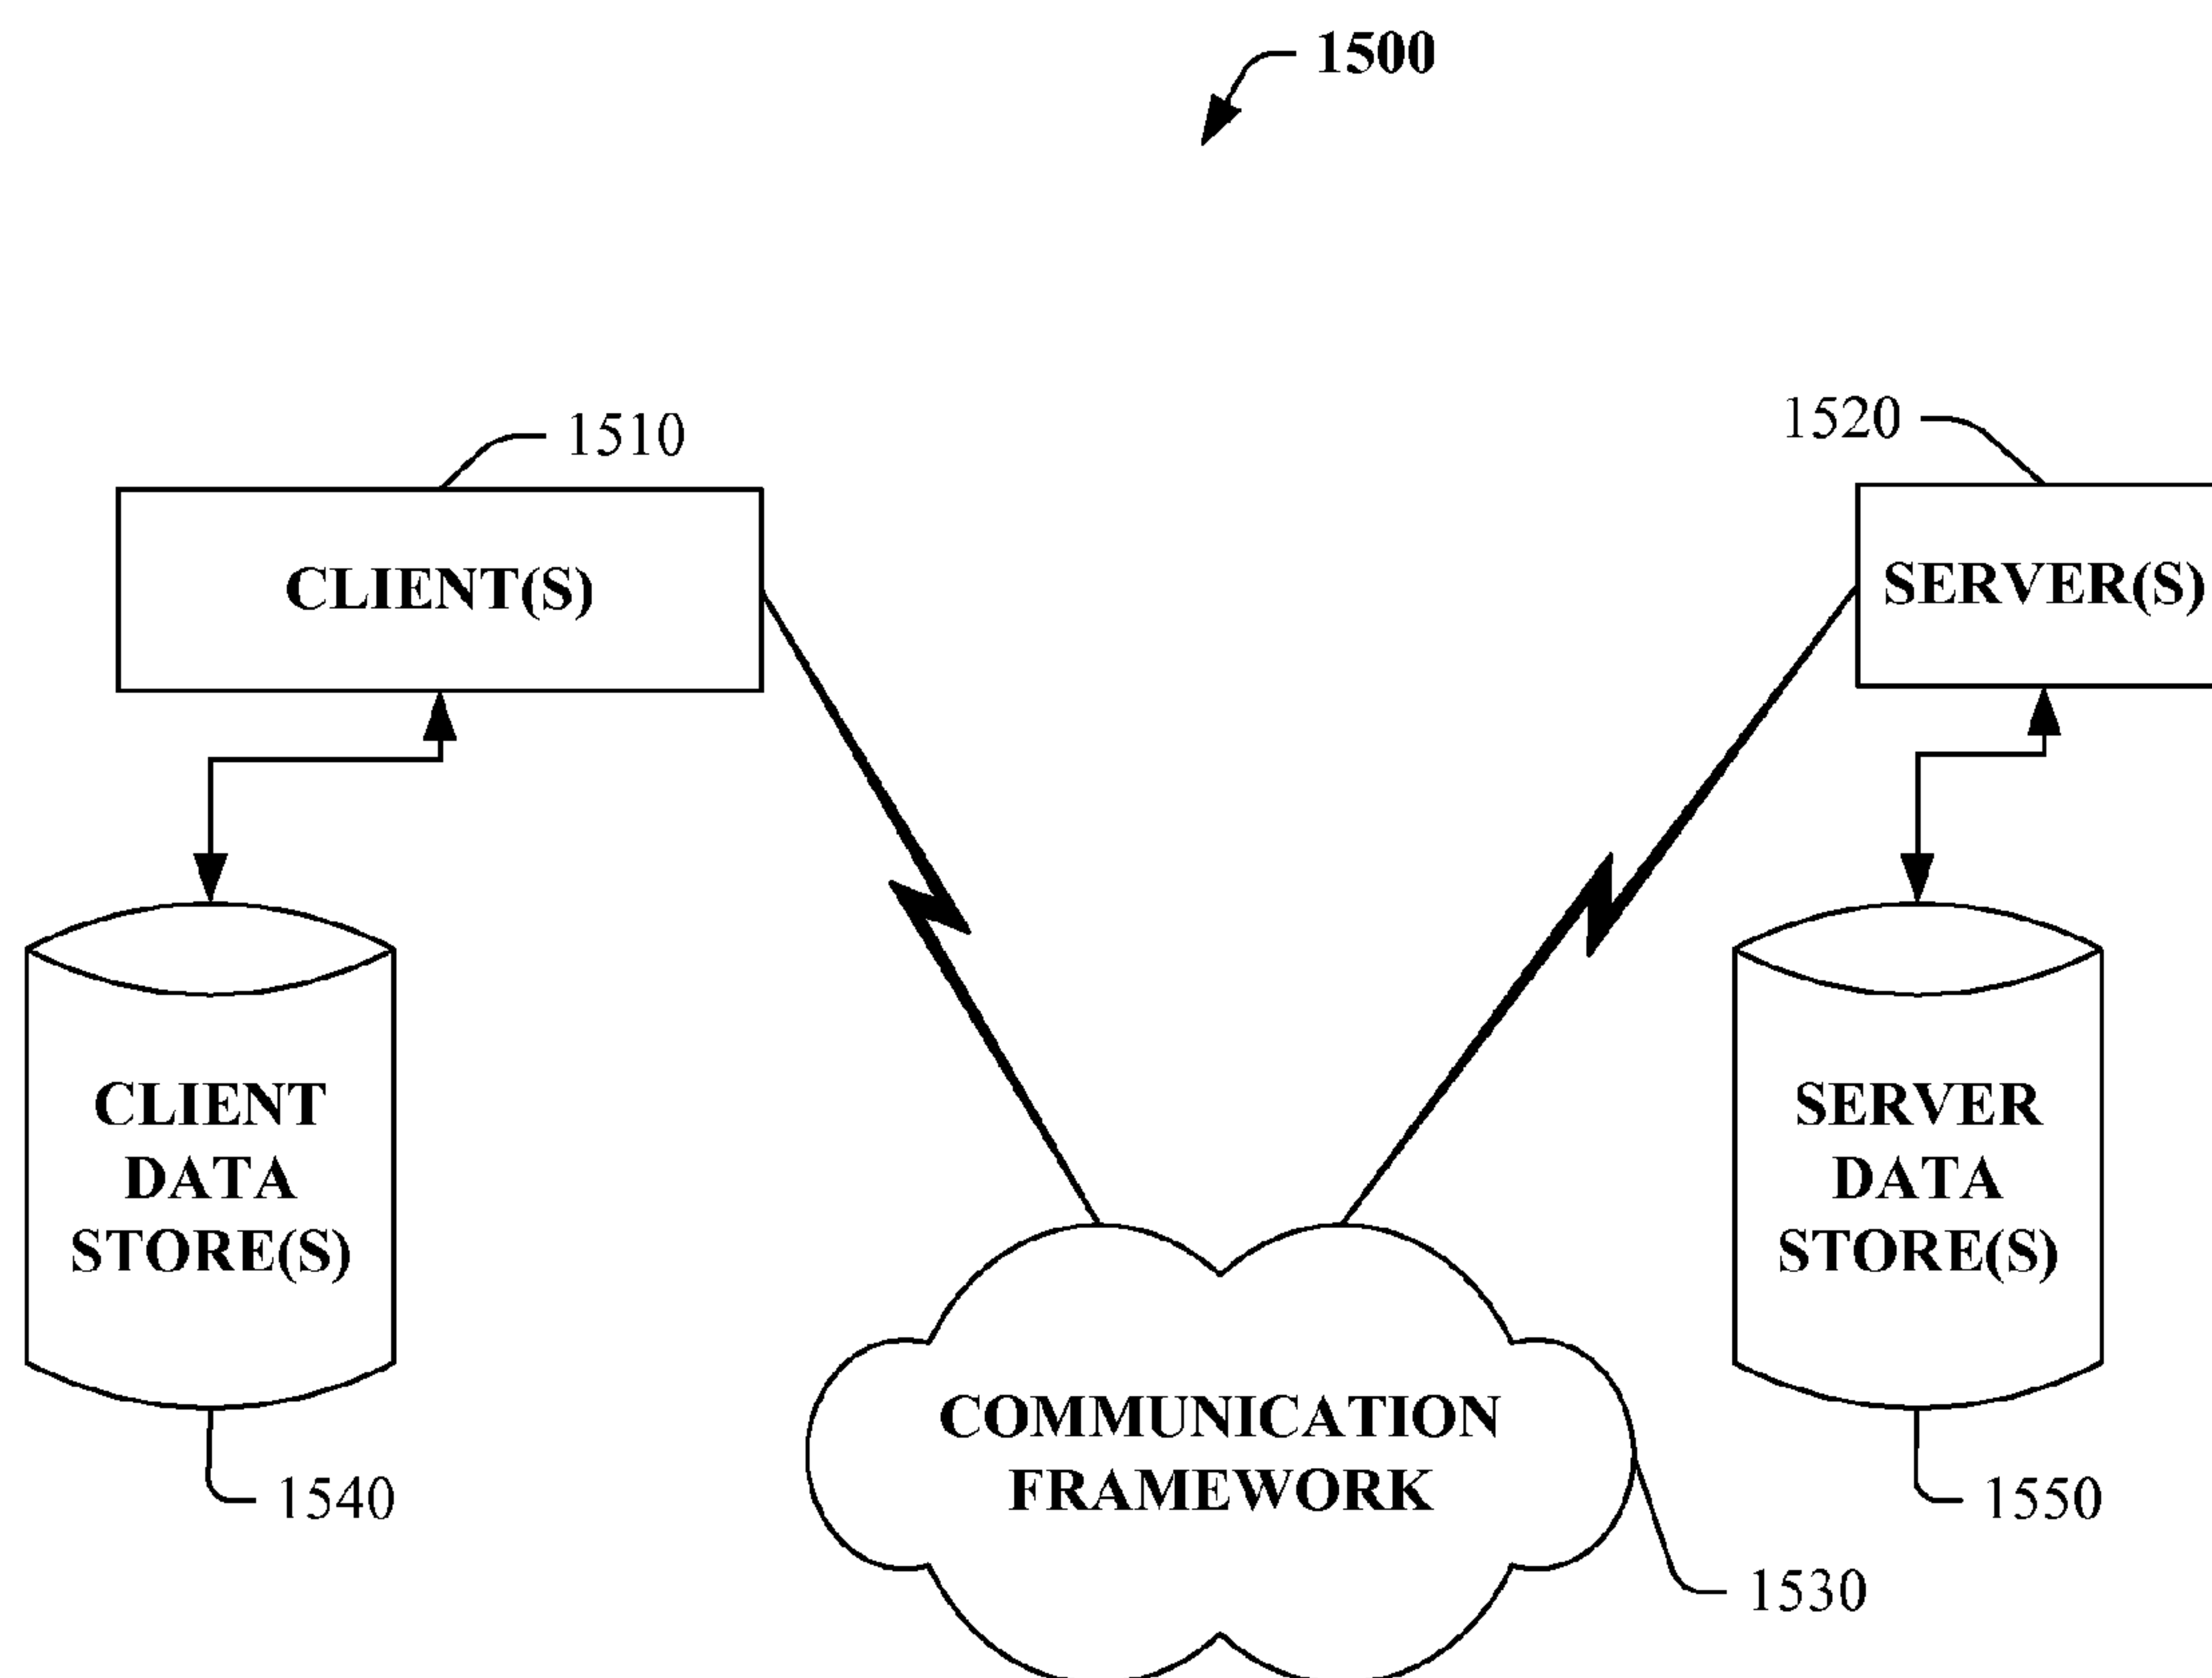 1500
1510
1520
CLIENT(S)
SERVER(S)
CLIENT
DATA
STORE(S)
SERVER
DATA
STORE(S)
COMMUNICATION
FRAMEWORK
1540
1550
1530